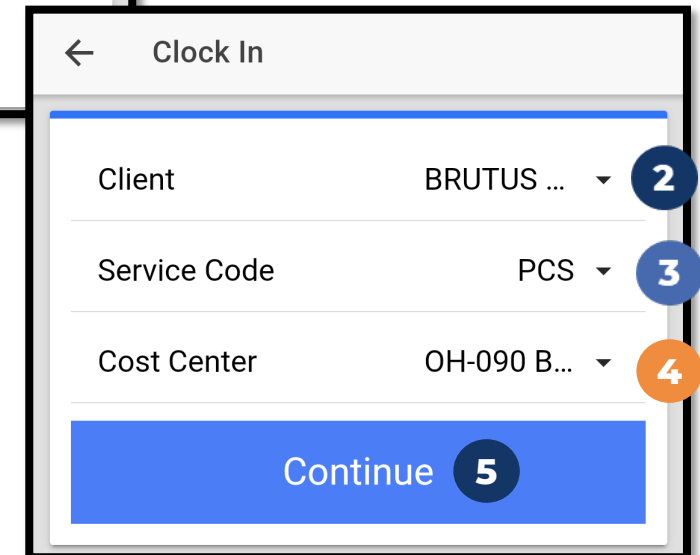 Clock In
Client BRUTUS ... 2
Service Code PCS 3
Cost Center OH-090 B... 4
Continue 5